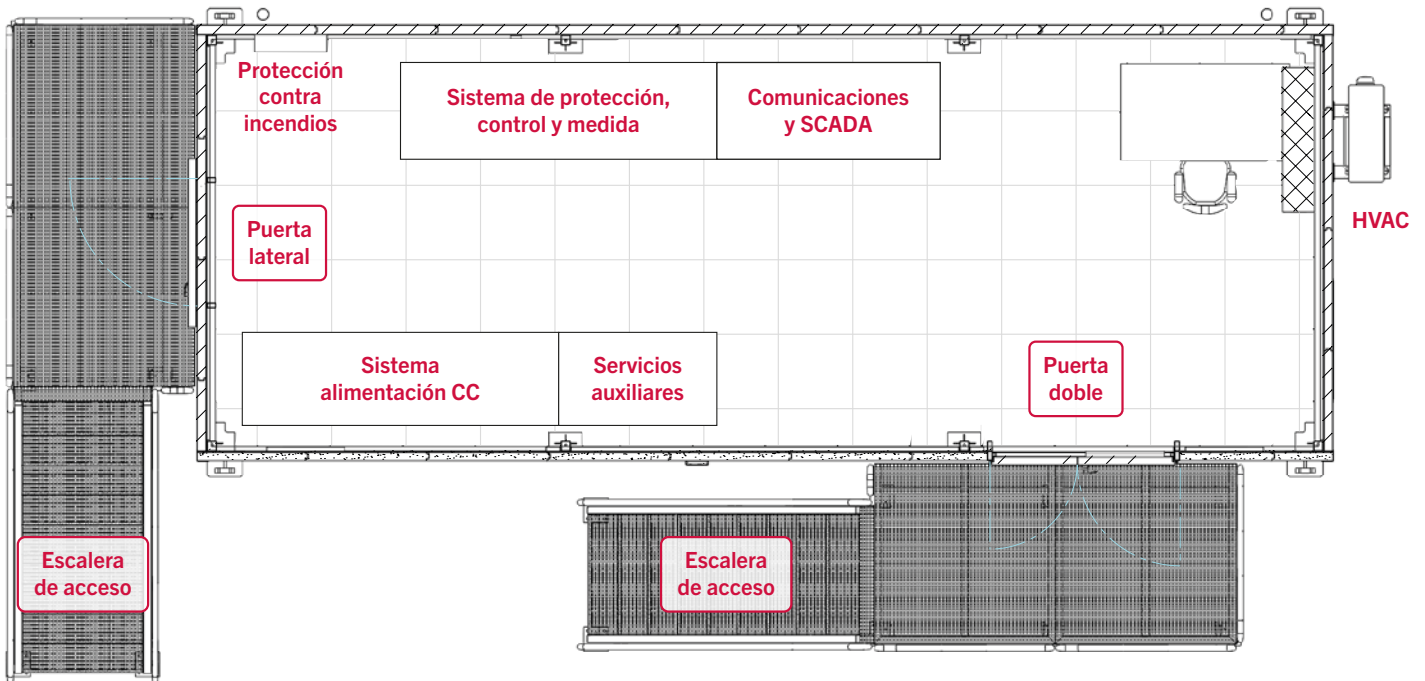 Protección
contra
incendios
Sistema de protección,
control y medida
Comunicaciones
y SCADA
HVAC
Puerta
lateral
Sistema
alimentación CC
Servicios
auxiliares
Puerta
doble
Escalera
de acceso
Escalera
de acceso